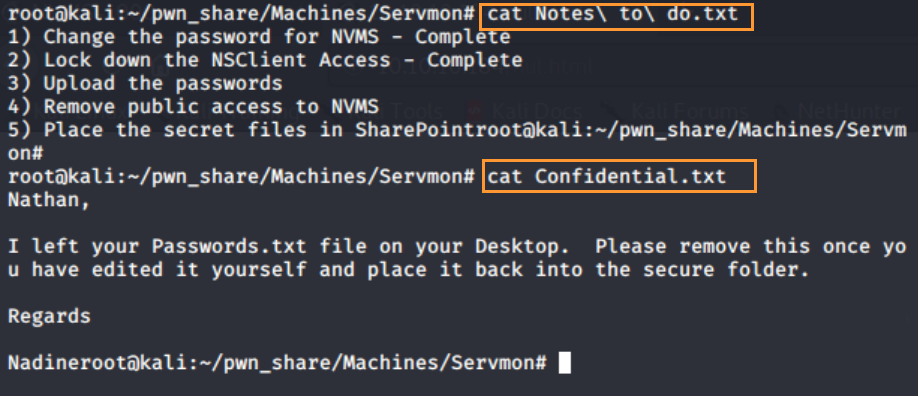 root@kali:~/pwn_share/Machines/Servmon# cat Notes\ to\ do.txt
1) Change the password for NVMS - Complete
2) Lock down the NSClient Access - Complete
3) Upload the passwords
4) Remove public access to NVMS
5) Place the secret files in SharePointroot@kali:~/pwn_share/Machines/Servm
on#
root@kali:~/pwn_share/Machines/Servmon# cat Confidential.txt
Nathan,
I left your Passwords.txt file on your Desktop.  Please remove this once yo
u have edited it yourself and place it back into the secure folder.
Regards
Nadineroot@kali:~/pwn_share/Machines/Servmon#